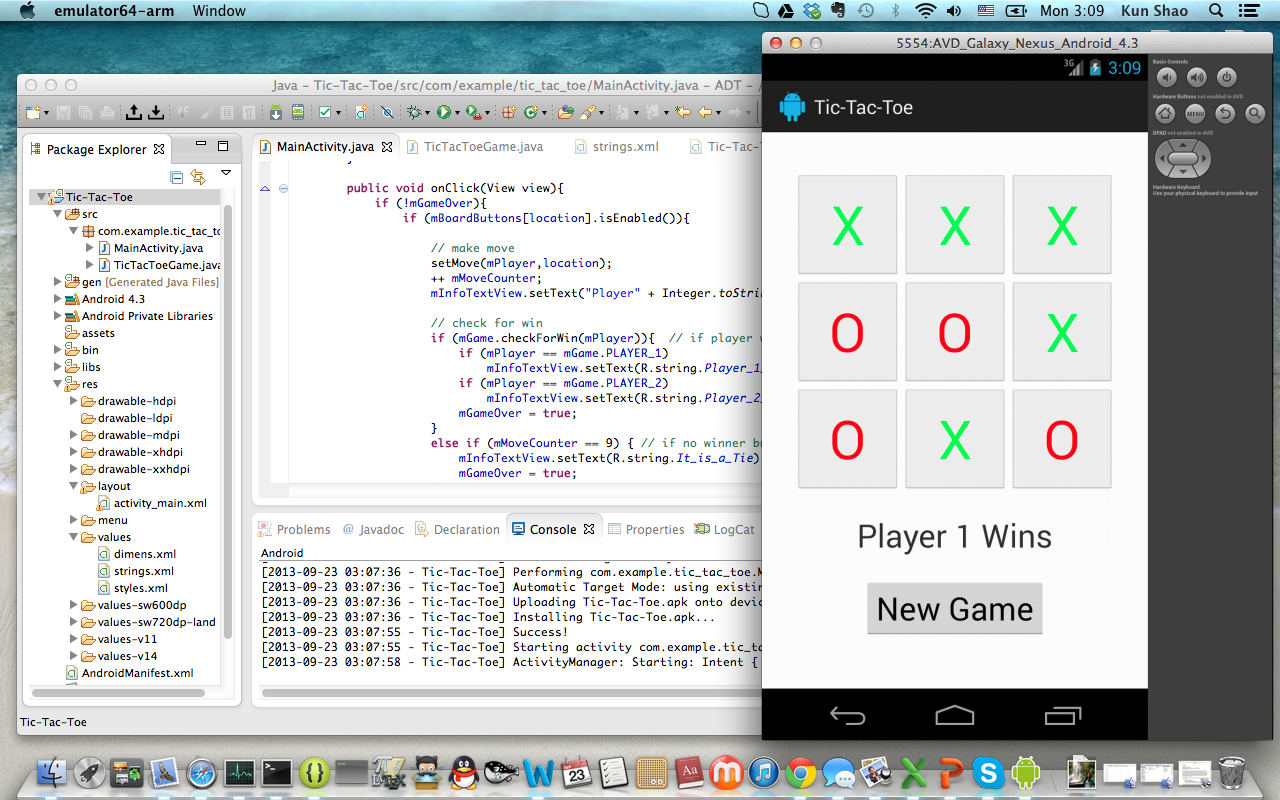 emulator64-arm Window Mon 3:09 Kun Shao
Java – Tic-Tac-Toe/src/com/example/tic_tac_toe/MainActivity.java – ADT – /
Package Explorer
Tic-Tac-Toe
src
com.example.tic_tac_to
MainActivity.java
TicTacToeGame.java
gen [Generated Java Files]
Android 4.3
Android Private Libraries
assets
bin
libs
res
drawable-hdpi
drawable-ldpi
drawable-mdpi
drawable-xhdpi
drawable-xxhdpi
layout
activity_main.xml
menu
values
dimens.xml
strings.xml
styles.xml
values-sw600dp
values-sw720dp-land
values-v11
values-v14
AndroidManifest.xml
Tic-Tac-Toe
MainActivity.java TicTacToeGame.java strings.xml Tic-Tac-
}
public void onClick(View view){
if (!mGameOver){
if (mBoardButtons[location].isEnabled()){
// make move
setMove(mPlayer,location);
++ mMoveCounter;
mInfoTextView.setText("Player" + Integer.toStrin
// check for win
if (mGame.checkForWin(mPlayer)){ // if player w
if (mPlayer == mGame.PLAYER_1)
mInfoTextView.setText(R.string.Player_1_
if (mPlayer == mGame.PLAYER_2)
mInfoTextView.setText(R.string.Player_2_
mGameOver = true;
}
else if (mMoveCounter == 9) { // if no winner bu
mInfoTextView.setText(R.string.It_is_a_Tie)
mGameOver = true;
Problems @ Javadoc Declaration Console Properties LogCat
Android
[2013-09-23 03:07:36 - Tic-Tac-Toe] Performing com.example.tic_tac_toe.M
[2013-09-23 03:07:36 - Tic-Tac-Toe] Automatic Target Mode: using existin
[2013-09-23 03:07:36 - Tic-Tac-Toe] Uploading Tic-Tac-Toe.apk onto devic
[2013-09-23 03:07:36 - Tic-Tac-Toe] Installing Tic-Tac-Toe.apk...
[2013-09-23 03:07:55 - Tic-Tac-Toe] Success!
[2013-09-23 03:07:55 - Tic-Tac-Toe] Starting activity com.example.tic_ta
[2013-09-23 03:07:58 - Tic-Tac-Toe] ActivityManager: Starting: Intent {
5554:AVD_Galaxy_Nexus_Android_4.3
3G 3:09
Tic-Tac-Toe
X X X
O O X
O X O
Player 1 Wins
New Game
Basic Controls
Hardware Buttons not enabled in AVD
MENU
DPAD not enabled in AVD
Hardware Keyboard
Use your physical keyboard to provide input
23